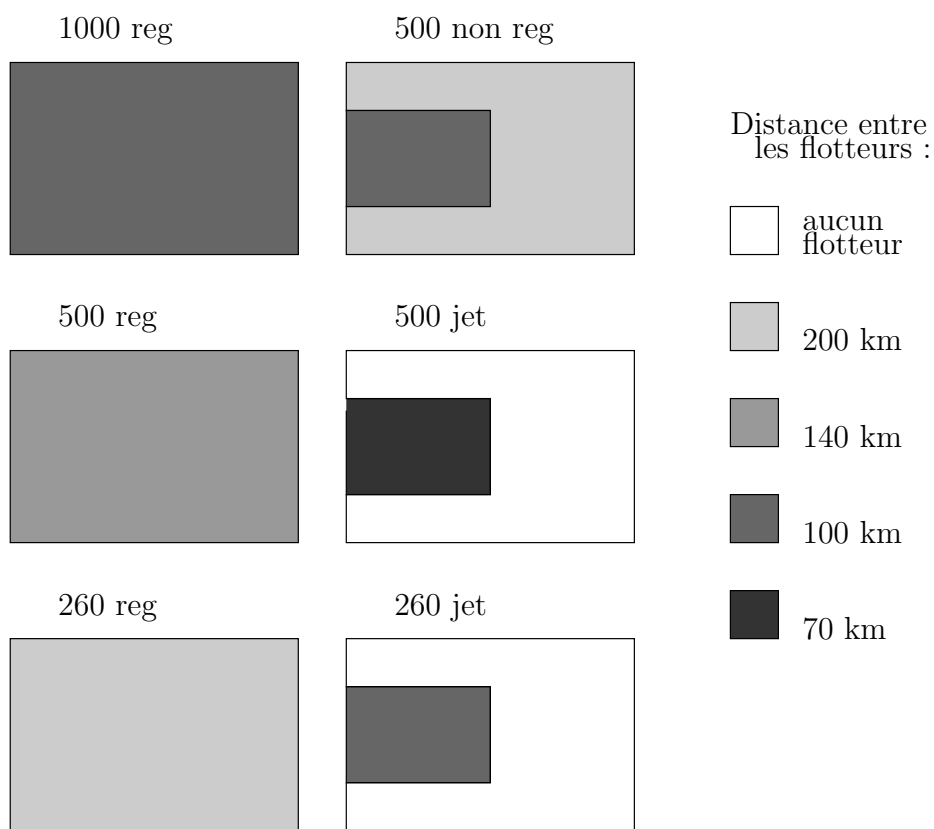 1000 reg
500 non reg
500 reg
500 jet
260 reg
260 jet
Distance entre
les flotteurs :
aucun
flotteur
200 km
140 km
100 km
70 km